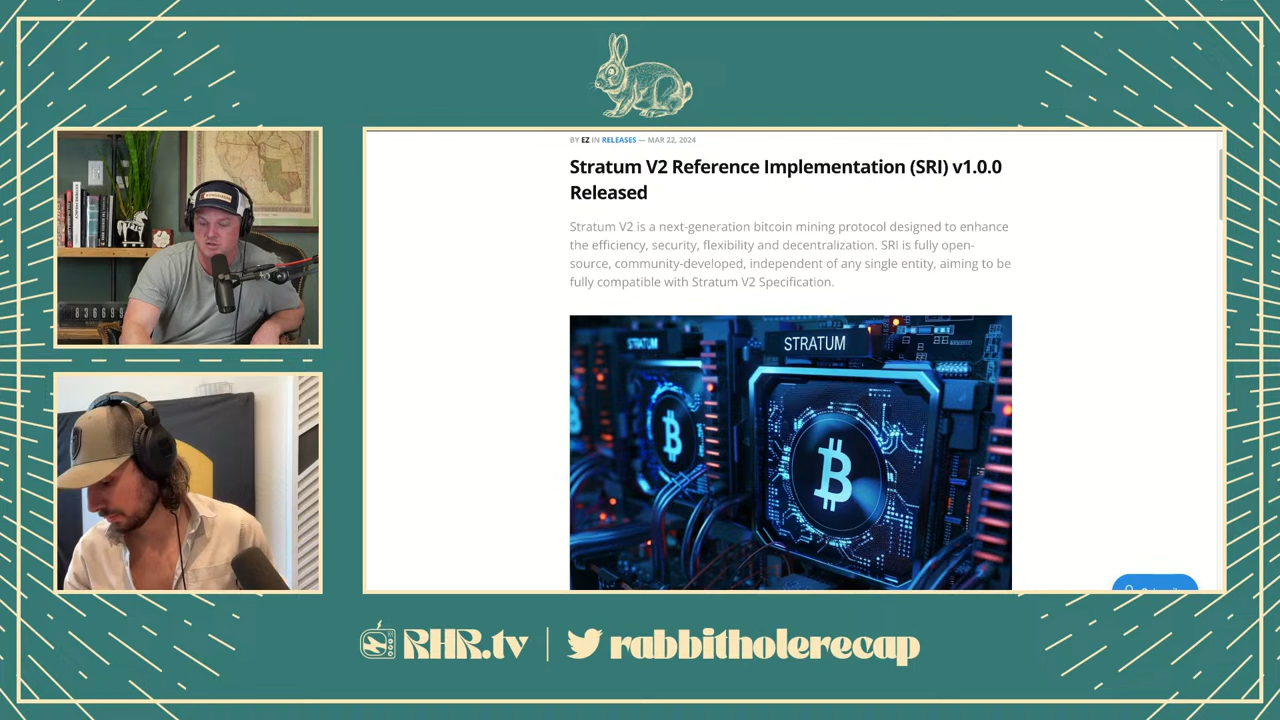 BY EZ IN RELEASES — MAR 22, 2024
Stratum V2 Reference Implementation (SRI) v1.0.0
Released
Stratum V2 is a next-generation bitcoin mining protocol designed to enhance
the efficiency, security, flexibility and decentralization. SRI is fully open-
source, community-developed, independent of any single entity, aiming to be
fully compatible with Stratum V2 Specification.
STRATUM
STRATUM
TFTC
83669
RHR.tv | rabbitholerecap